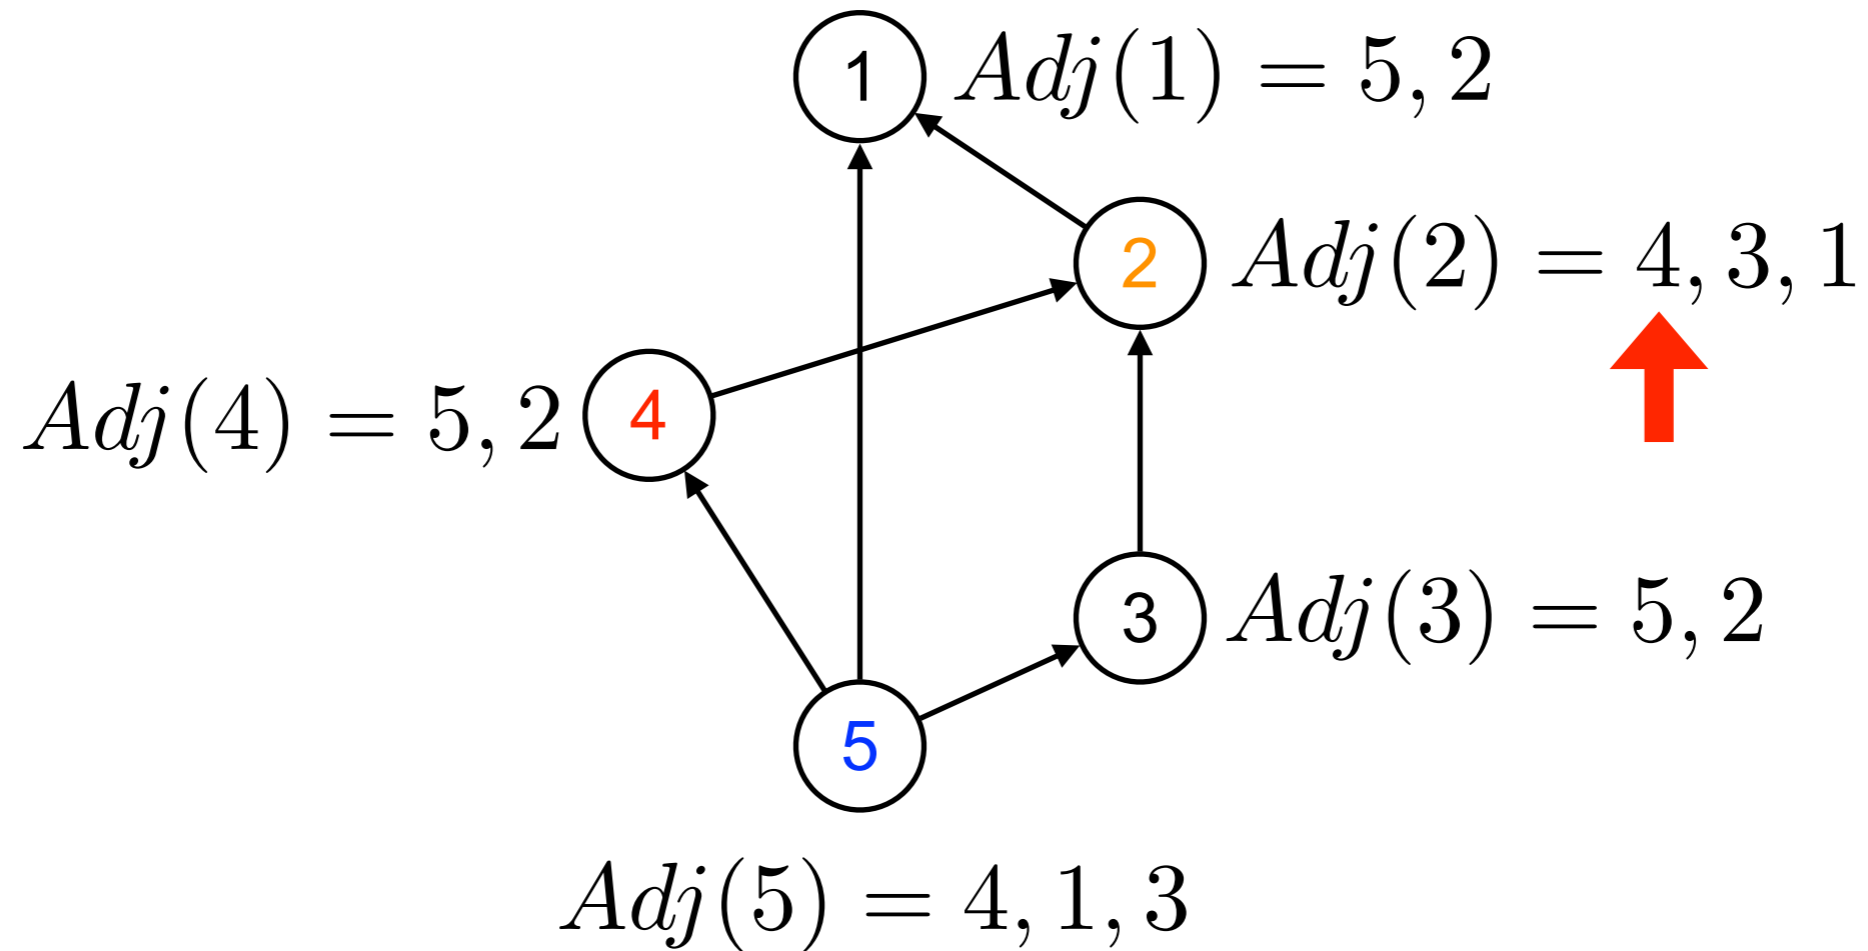 1 Adj(1) = 5, 2
2 Adj(2) = 4, 3, 1
Adj(4) = 5, 2 4
3 Adj(3) = 5, 2
5
Adj(5) = 4, 1, 3